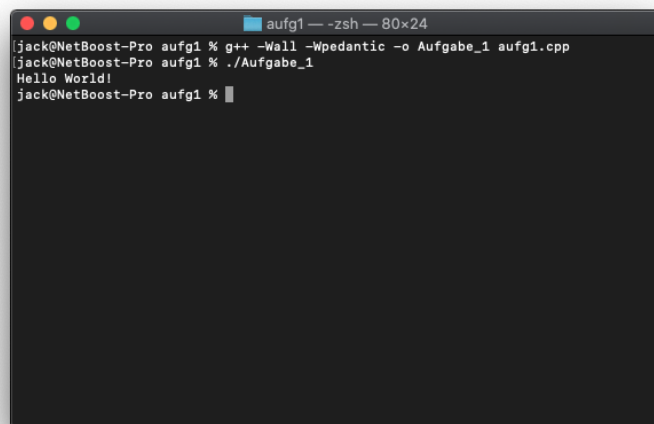 aufg1 — -zsh — 80×24
[jack@NetBoost-Pro aufg1 % g++ -Wall -Wpedantic -o Aufgabe_1 aufg1.cpp
[jack@NetBoost-Pro aufg1 % ./Aufgabe_1
Hello World!
jack@NetBoost-Pro aufg1 %